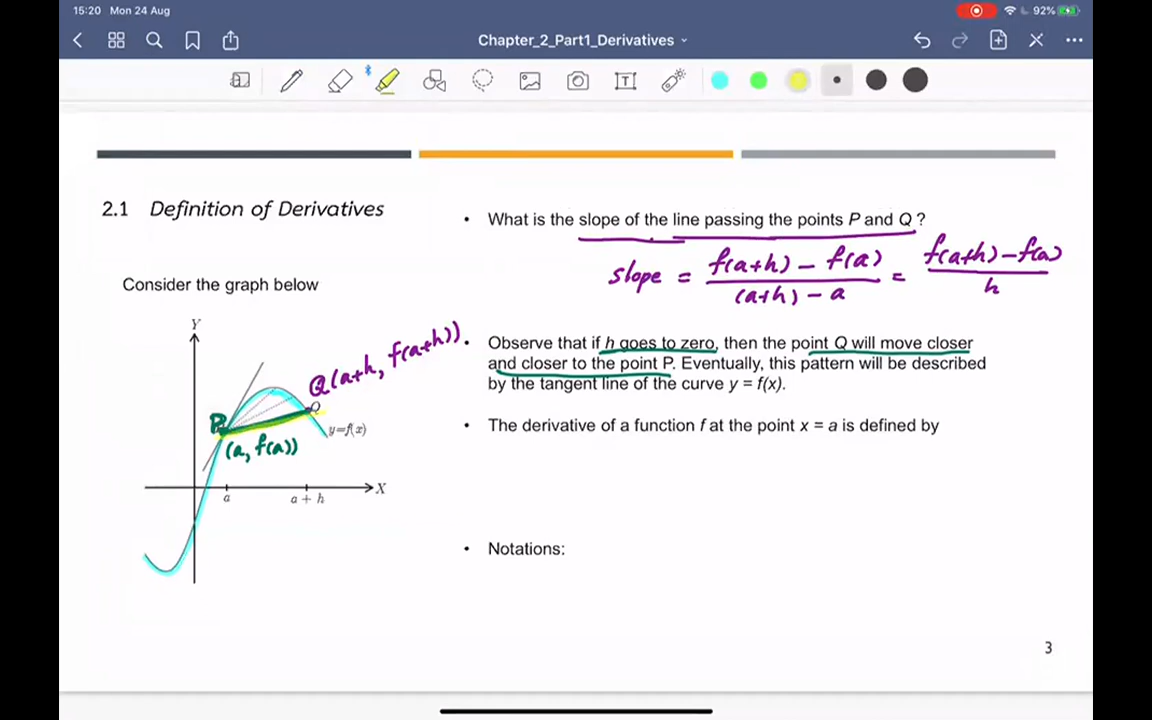 15:20 Mon 24 Aug
92%
Chapter_2_Part1_Derivatives
T
2.1 Definition of Derivatives
Consider the graph below
Y
Q(a+h, f(a+h))
P
Q
y=f(x)
(a, f(a))
X
a
a + h
• What is the slope of the line passing the points P and Q ?
slope = f(a+h) - f(a) / (a+h) - a = f(a+h) - f(a) / h
• Observe that if h goes to zero, then the point Q will move closer
and closer to the point P. Eventually, this pattern will be described
by the tangent line of the curve y = f(x).
• The derivative of a function f at the point x = a is defined by
• Notations:
3